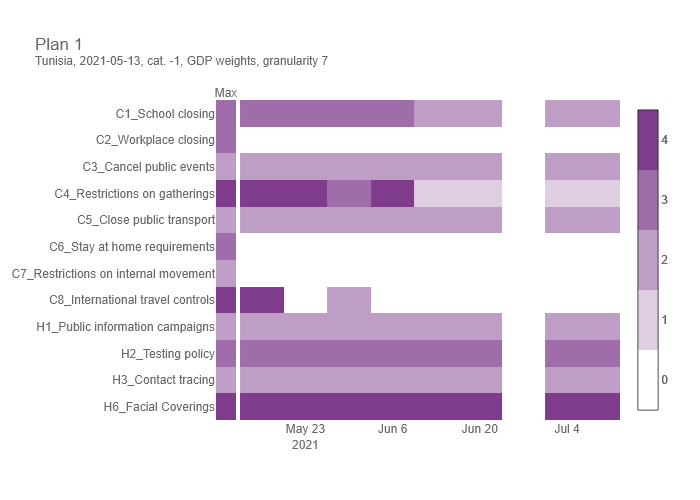 Plan 1
Tunisia, 2021-05-13, cat. -1, GDP weights, granularity 7
Max
C1_School closing
C2_Workplace closing
C3_Cancel public events
C4_Restrictions on gatherings
C5_Close public transport
C6_Stay at home requirements
C7_Restrictions on internal movement
C8_International travel controls
H1_Public information campaigns
H2_Testing policy
H3_Contact tracing
H6_Facial Coverings
May 23
2021
Jun 6
Jun 20
Jul 4
4
3
2
1
0